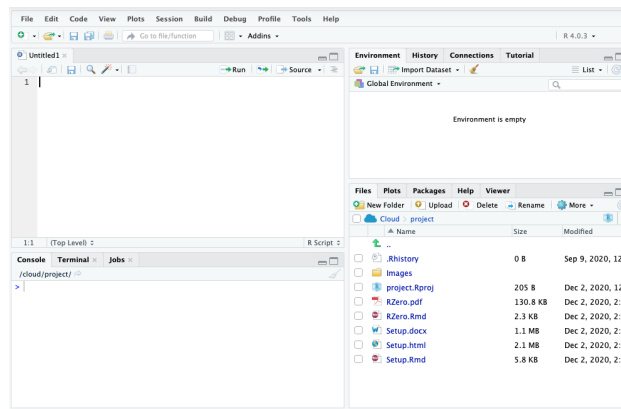 File Edit Code View Plots Session Build Debug Profile Tools Help
Go to file/function Addins R 4.0.3
Untitled1
Run Source
1
1:1 (Top Level) R Script
Console Terminal Jobs
/cloud/project/
>
Environment History Connections Tutorial
Import Dataset List
Global Environment
Environment is empty
Files Plots Packages Help Viewer
New Folder Upload Delete Rename More
Cloud project
Name Size Modified
..
.Rhistory 0 B Sep 9, 2020, 12
Images
project.Rproj 205 B Dec 2, 2020, 12
RZero.pdf 130.8 KB Dec 2, 2020, 2:
RZero.Rmd 2.3 KB Dec 2, 2020, 2:
Setup.docx 1.1 MB Dec 2, 2020, 2:
Setup.html 2.1 MB Dec 2, 2020, 2:
Setup.Rmd 5.8 KB Dec 2, 2020, 2: